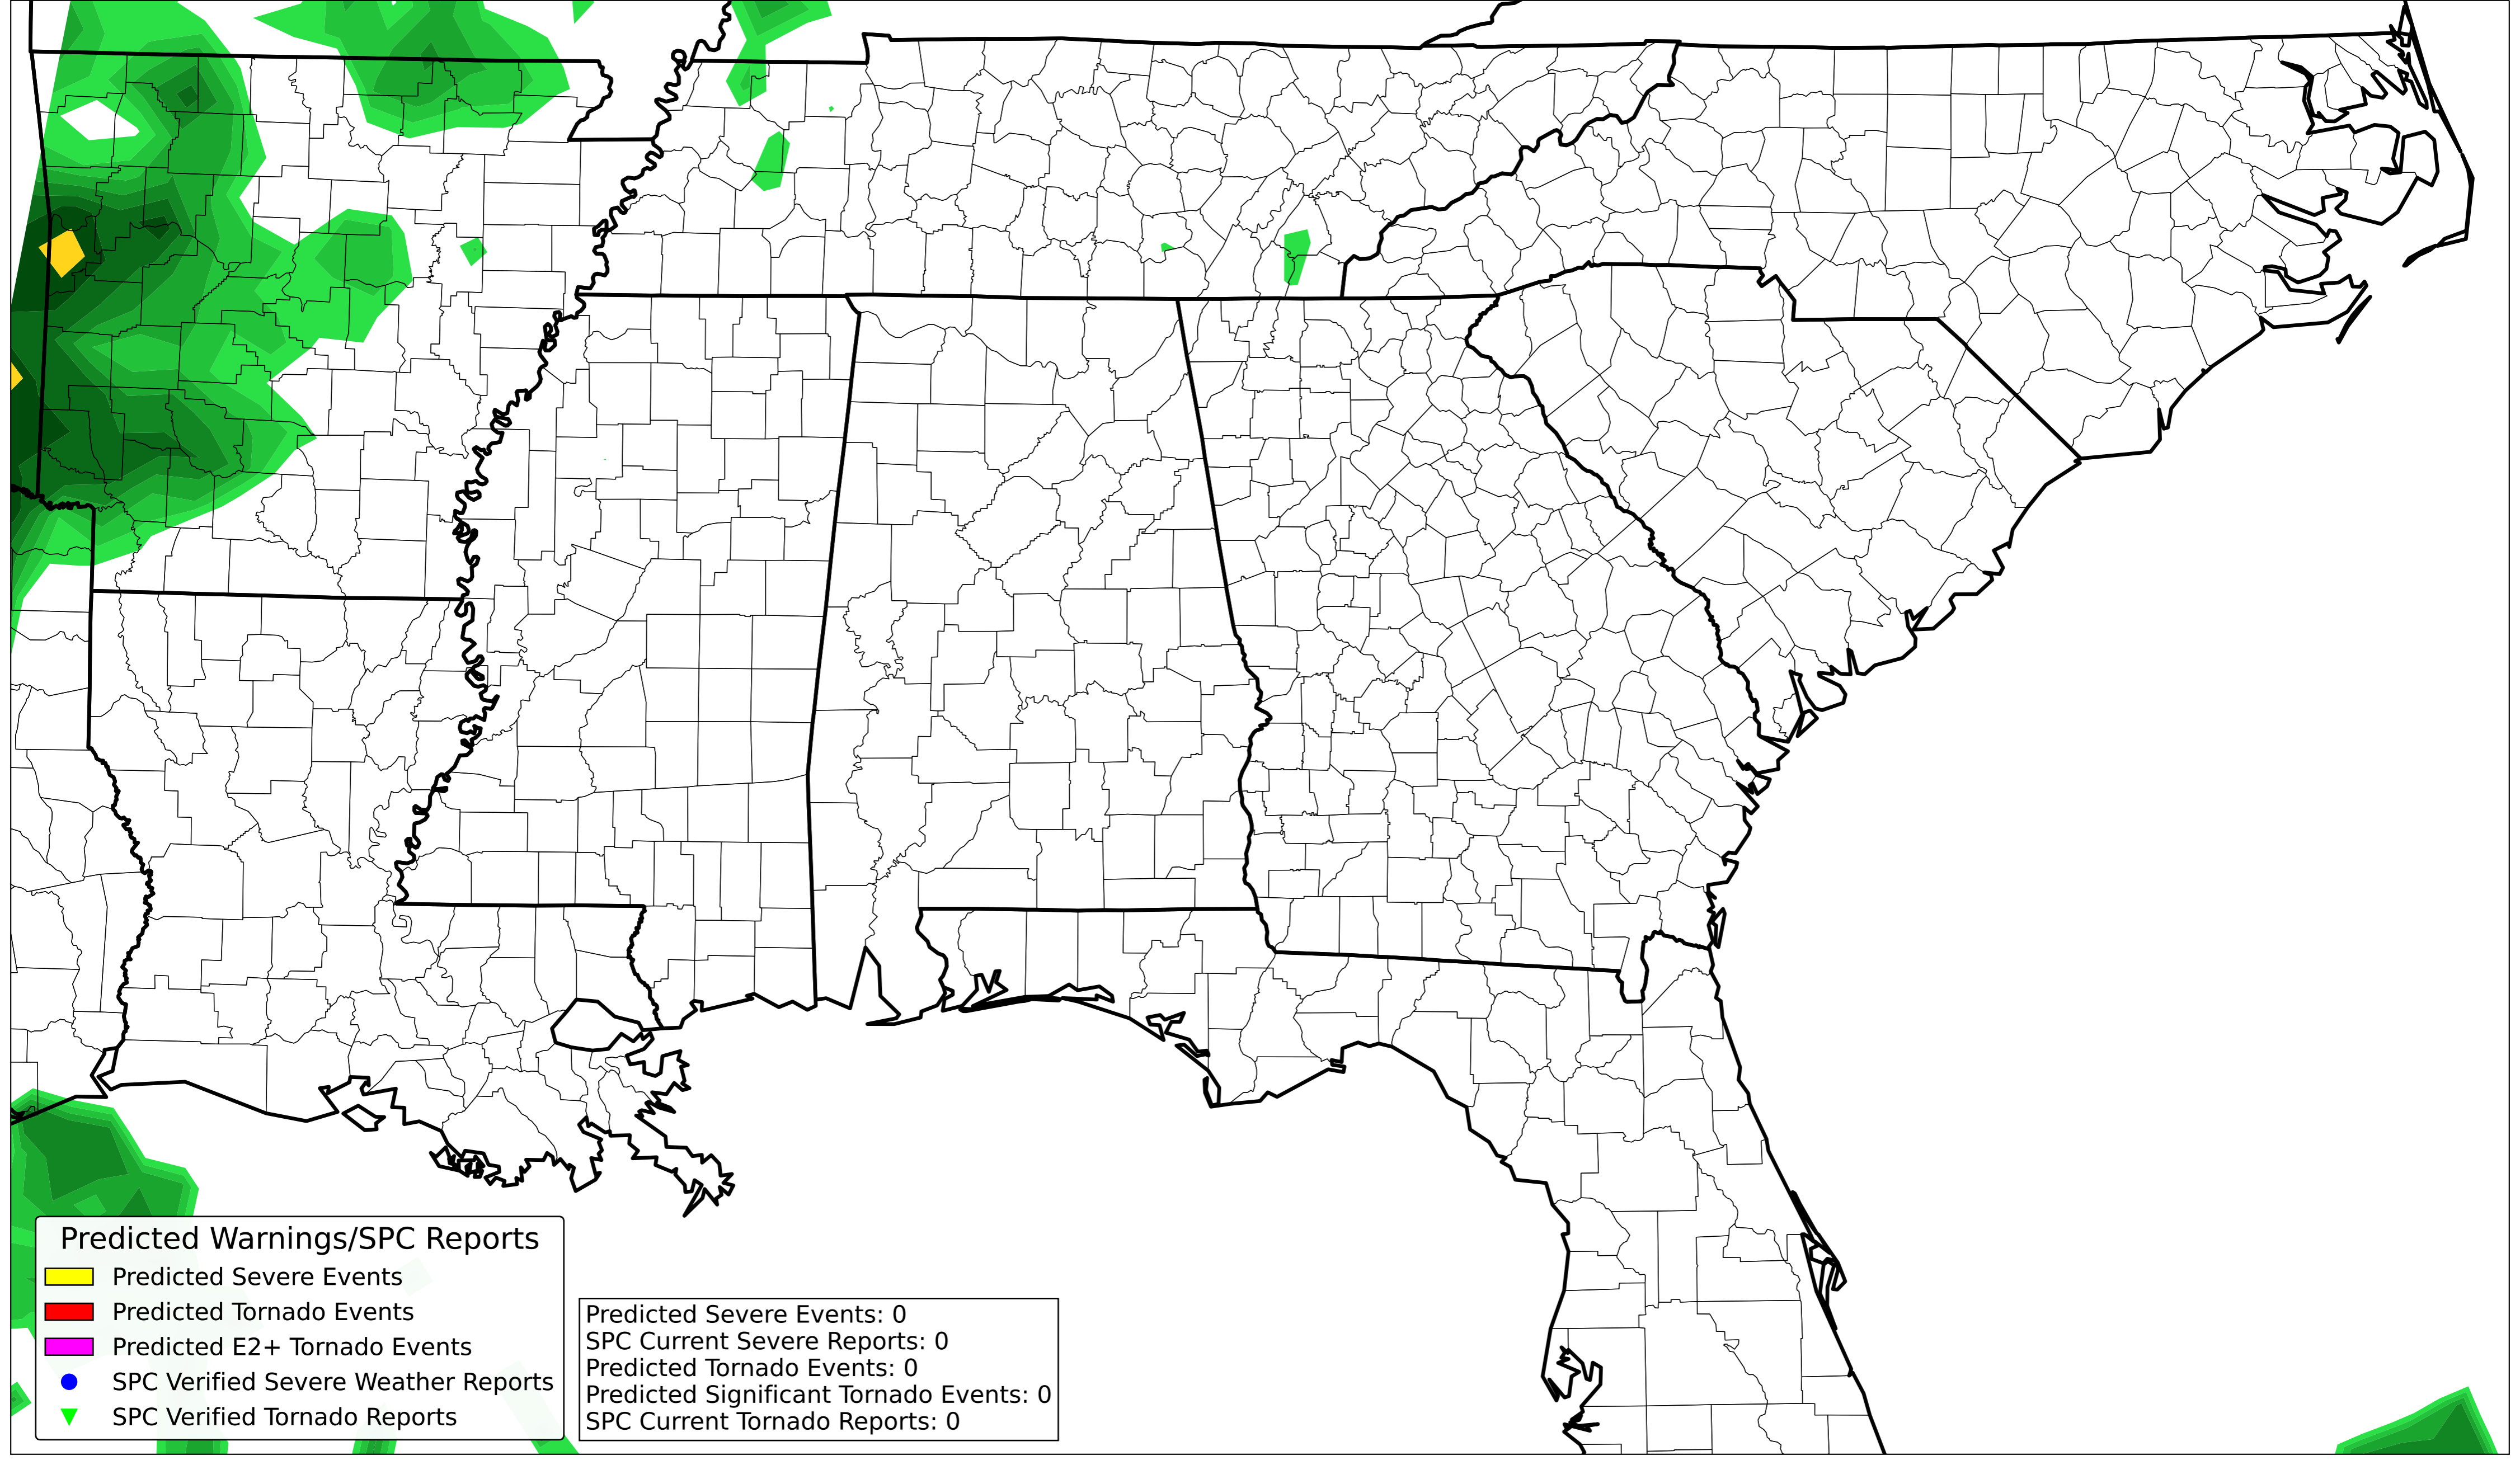 Predicted Warnings/SPC Reports
Predicted Severe Events
Predicted Tornado Events
Predicted E2+ Tornado Events
SPC Verified Severe Weather Reports
SPC Verified Tornado Reports
Predicted Severe Events: 0
SPC Current Severe Reports: 0
Predicted Tornado Events: 0
Predicted Significant Tornado Events: 0
SPC Current Tornado Reports: 0